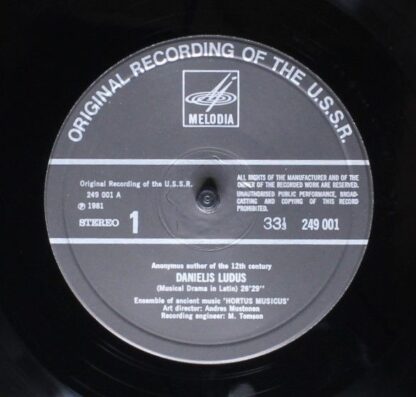 ORIGINAL RECORDING OF THE U.S.S.R.
MELODIA
Original Recording of the U.S.S.R.
249 001 A
℗ 1981
STEREO 1
ALL RIGHTS OF THE MANUFACTURER AND OF THE
OWNER OF THE RECORDED WORK ARE RESERVED.
UNAUTHORISED PUBLIC PERFORMANCE, BROAD-
CASTING AND COPYING OF THIS RECORD
PROHIBITED.
33⅓ 249 001
Anonymus author of the 12th century
DANIELIS LUDUS
(Musical Drama in Latin) 26'29''
Ensemble of ancient music 'HORTUS MUSICUS'
Art director: Andres Mustonen
Recording engineer: M. Tomson